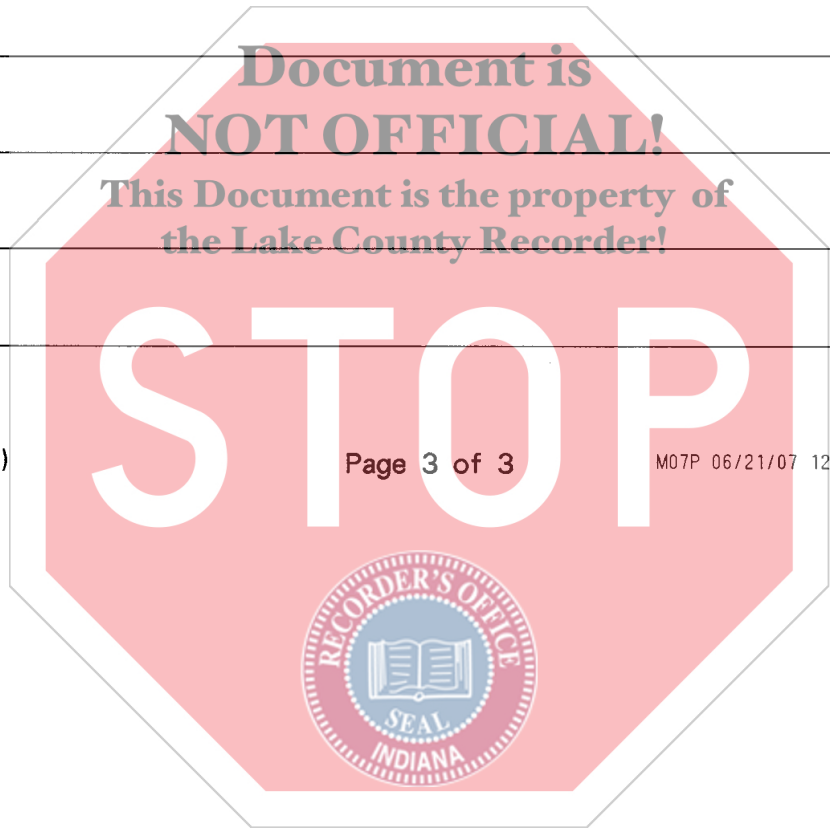 Document is
NOT OFFICIAL!
This Document is the property of
the Lake County Recorder!
STOP
)
Page 3 of 3
M07P 06/21/07 12
RECORDER'S OFFICE
SEAL
INDIANA